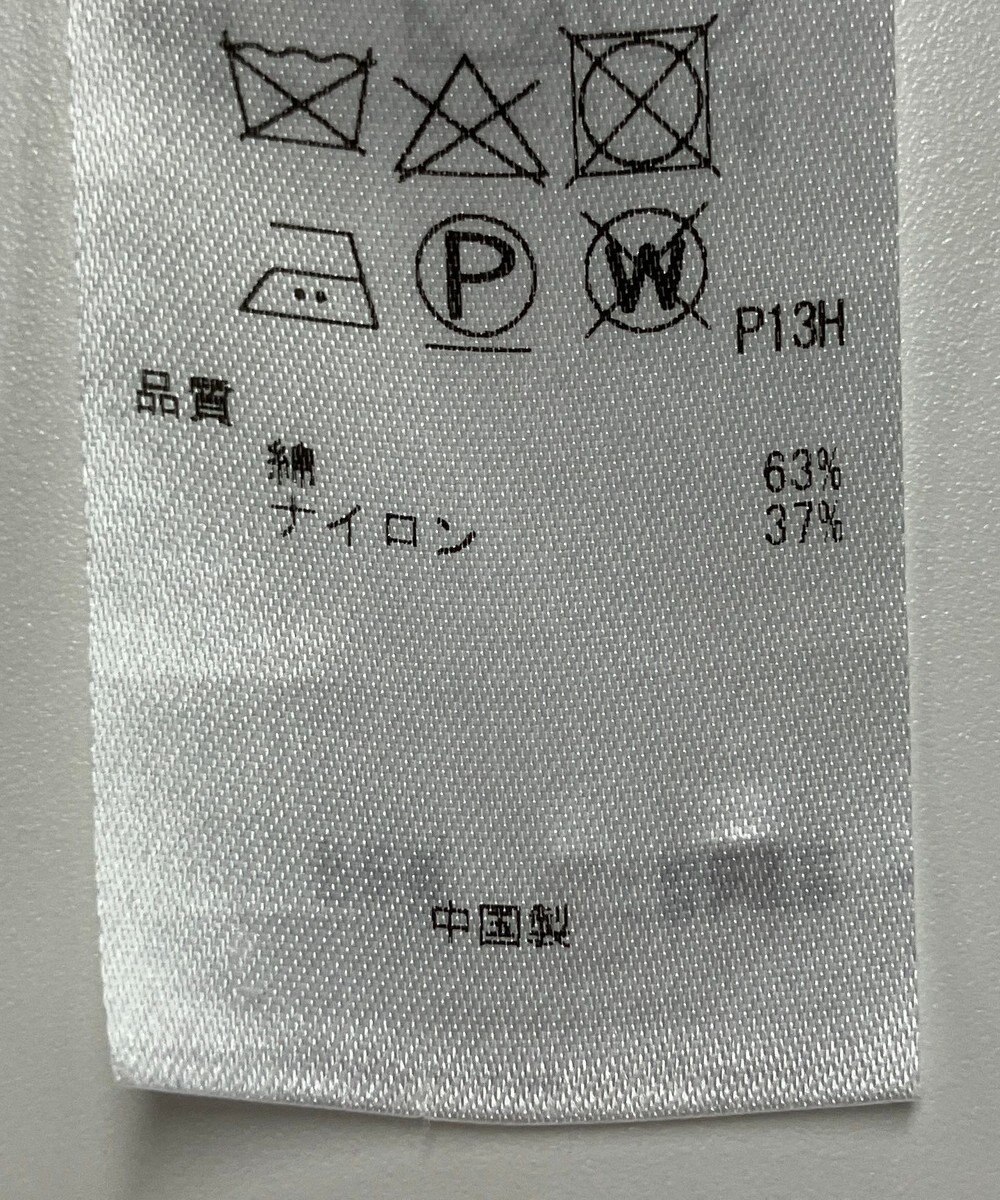 P
W
P13H
品質
綿 63%
ナイロン 37%
中国製